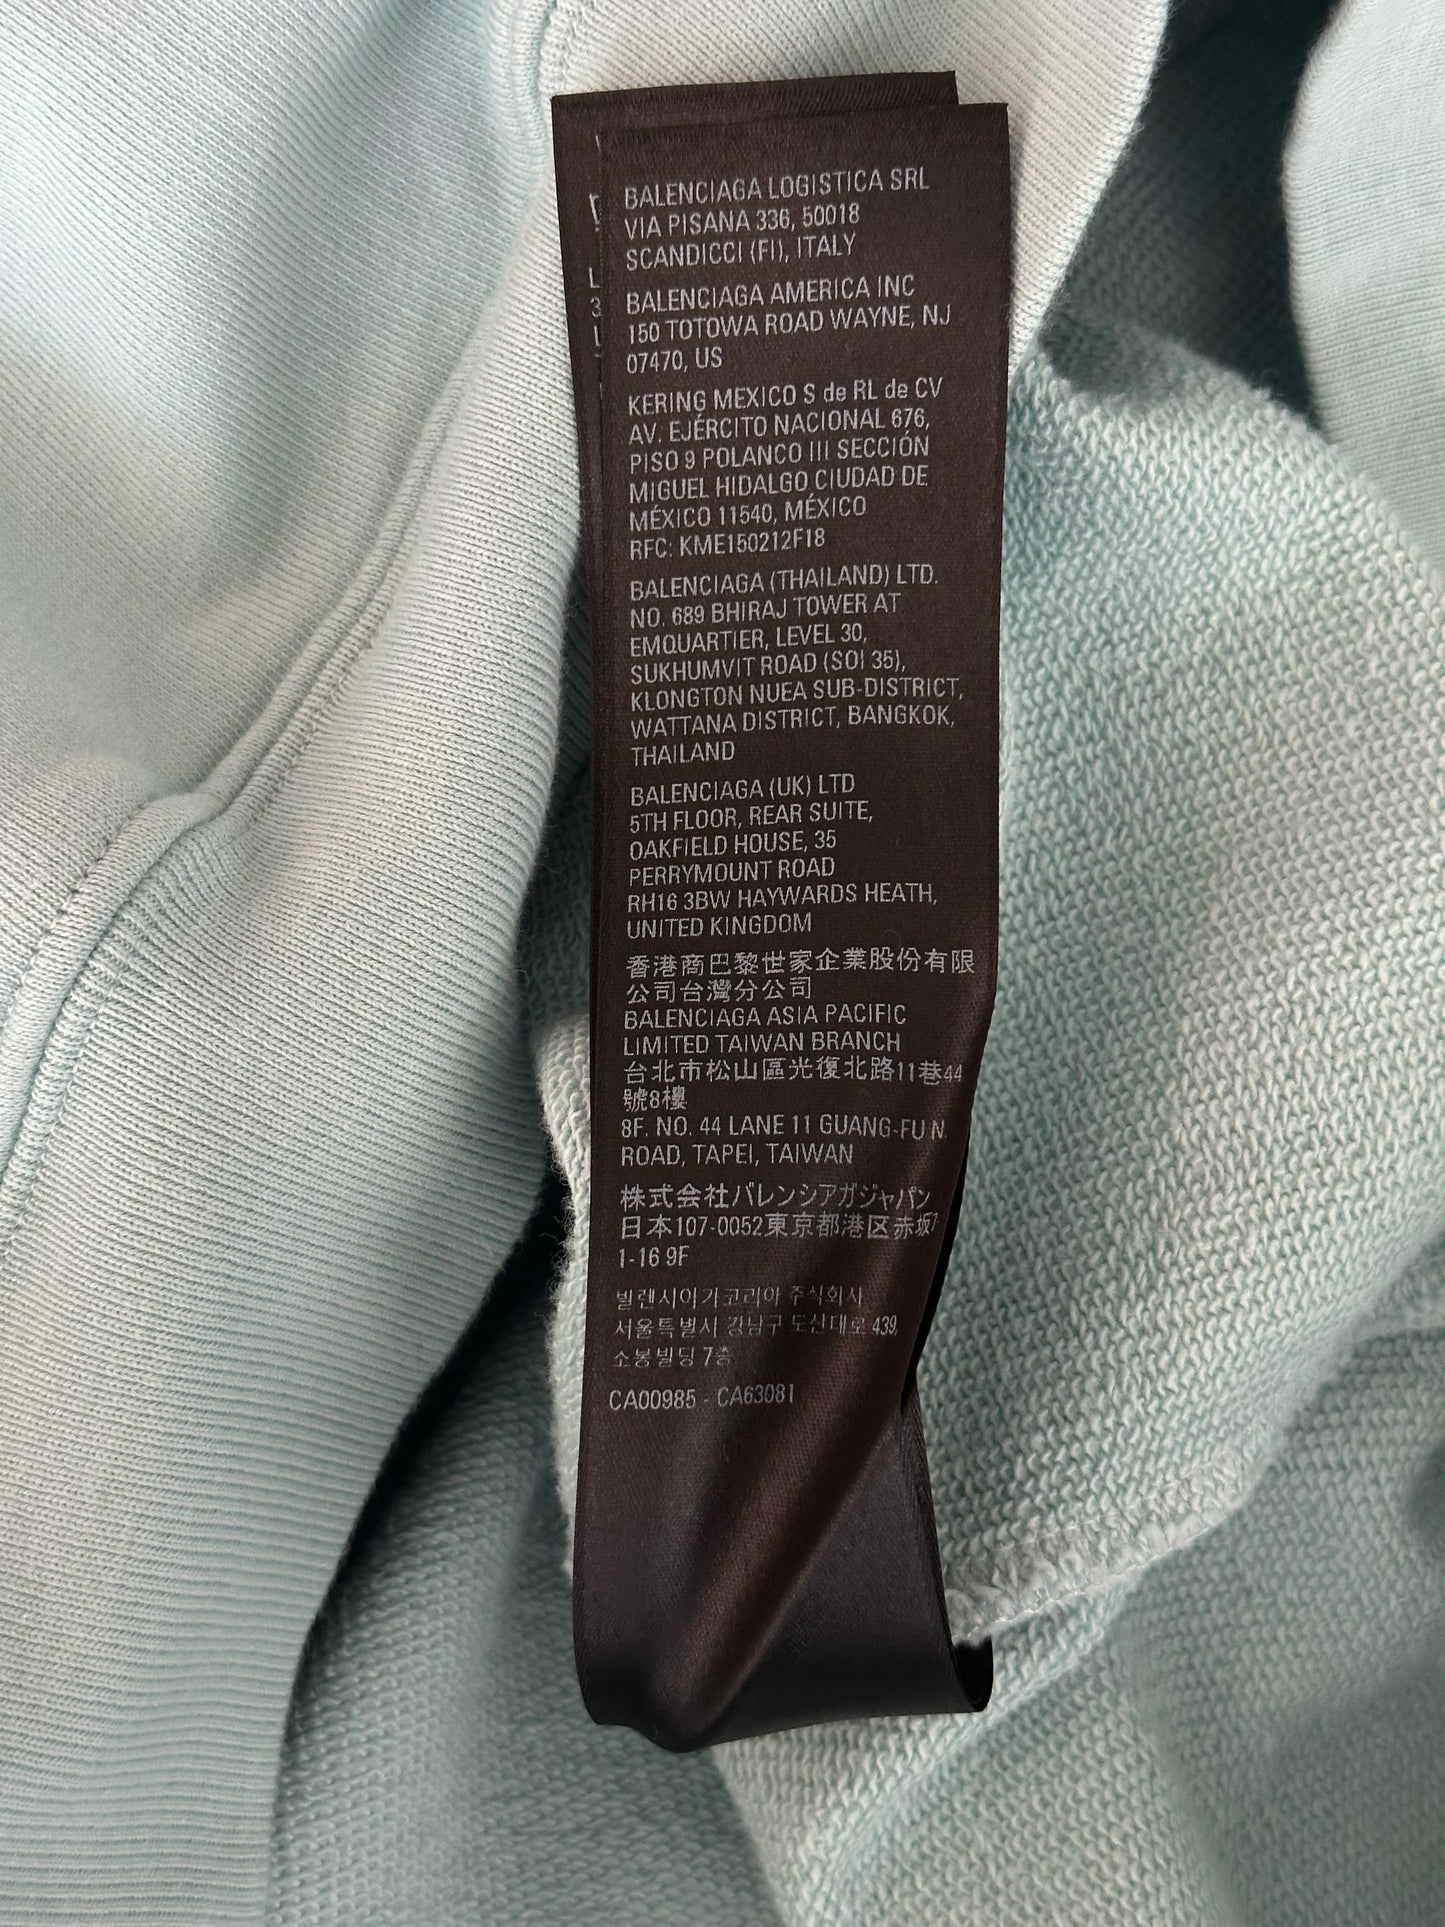 BALENCIAGA LOGISTICA SRL
VIA PISANA 336, 50018
SCANDICCI (FI), ITALY
BALENCIAGA AMERICA INC
150 TOTOWA ROAD WAYNE, NJ
07470, US
KERING MEXICO S de RL de CV
AV. EJÉRCITO NACIONAL 676,
PISO 9 POLANCO III SECCIÓN
MIGUEL HIDALGO CIUDAD DE
MÉXICO 11540, MÉXICO
RFC: KME150212F18
BALENCIAGA (THAILAND) LTD.
NO. 689 BHIRAJ TOWER AT
EMQUARTIER, LEVEL 30,
SUKHUMVIT ROAD (SOI 35),
KLONGTON NUEA SUB-DISTRICT,
WATTANA DISTRICT, BANGKOK,
THAILAND
BALENCIAGA (UK) LTD
5TH FLOOR, REAR SUITE,
OAKFIELD HOUSE, 35
PERRYMOUNT ROAD
RH16 3BW HAYWARDS HEATH,
UNITED KINGDOM
香港商巴黎世家企業股份有限
公司台灣分公司
BALENCIAGA ASIA PACIFIC
LIMITED TAIWAN BRANCH
台北市松山區光復北路11巷44
號8樓
8F. NO. 44 LANE 11 GUANG-FU N.
ROAD, TAPEI, TAIWAN
株式会社バレンシアガジャパン
日本107-0052東京都港区赤坂7
1-16 9F
발렌시아가코리아 주식회사
서울특별시 강남구 도산대로 439,
소봉빌딩 7층
CA00985 - CA63081